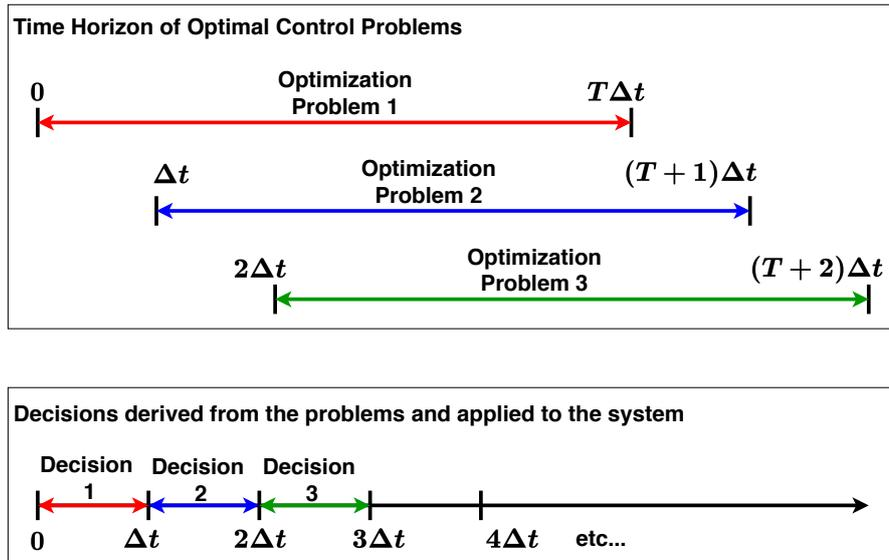 Time Horizon of Optimal Control Problems
0 Optimization TΔt
Problem 1
Δt Optimization (T + 1)Δt
Problem 2
2Δt Optimization (T + 2)Δt
Problem 3
Decisions derived from the problems and applied to the system
Decision Decision Decision
1 2 3
0 Δt 2Δt 3Δt 4Δt etc...